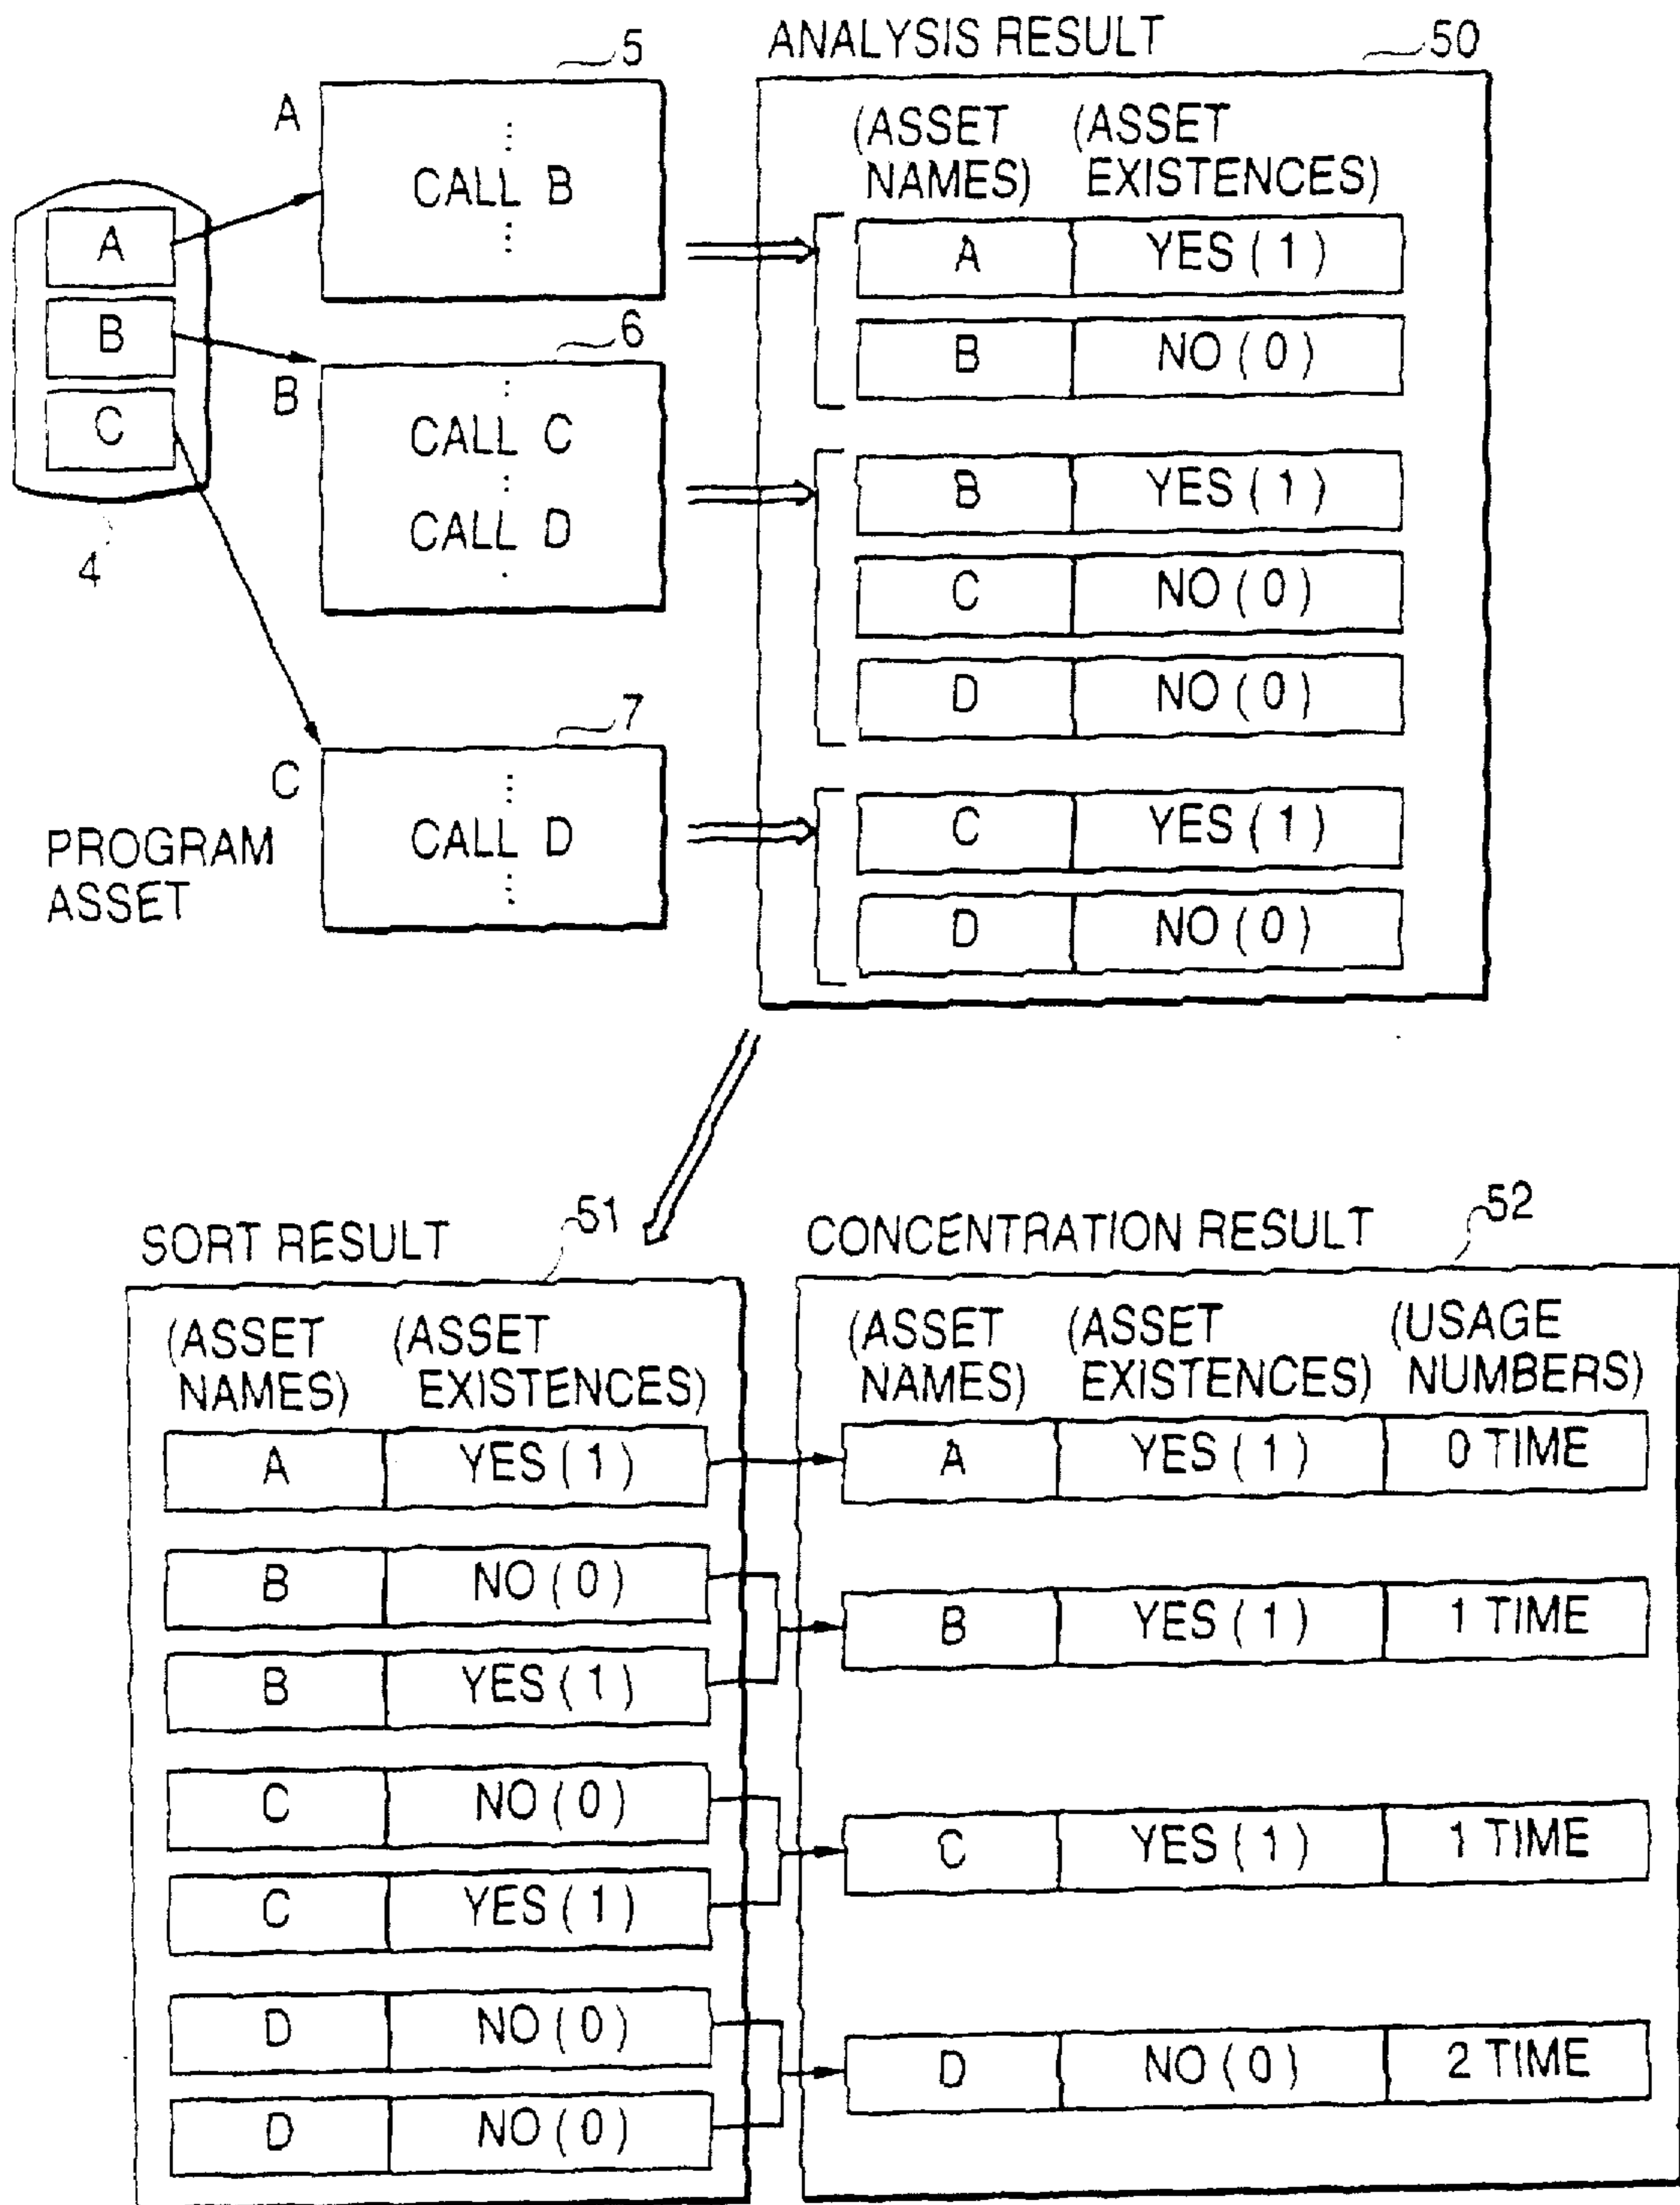 5
A
⋮
CALL B
⋮
A
B
C
4
6
B
⋮
CALL C
⋮
CALL D
.
7
C
⋮
CALL D
⋮
PROGRAM
ASSET
ANALYSIS RESULT
50
(ASSET NAMES) (ASSET EXISTENCES)
A YES ( 1 )
B NO ( 0 )
B YES ( 1 )
C NO ( 0 )
D NO ( 0 )
C YES ( 1 )
D NO ( 0 )
SORT RESULT
51
(ASSET NAMES) (ASSET EXISTENCES)
A YES ( 1 )
B NO ( 0 )
B YES ( 1 )
C NO ( 0 )
C YES ( 1 )
D NO ( 0 )
D NO ( 0 )
CONCENTRATION RESULT
52
(ASSET NAMES) (ASSET EXISTENCES) (USAGE NUMBERS)
A YES ( 1 ) 0 TIME
B YES ( 1 ) 1 TIME
C YES ( 1 ) 1 TIME
D NO ( 0 ) 2 TIME